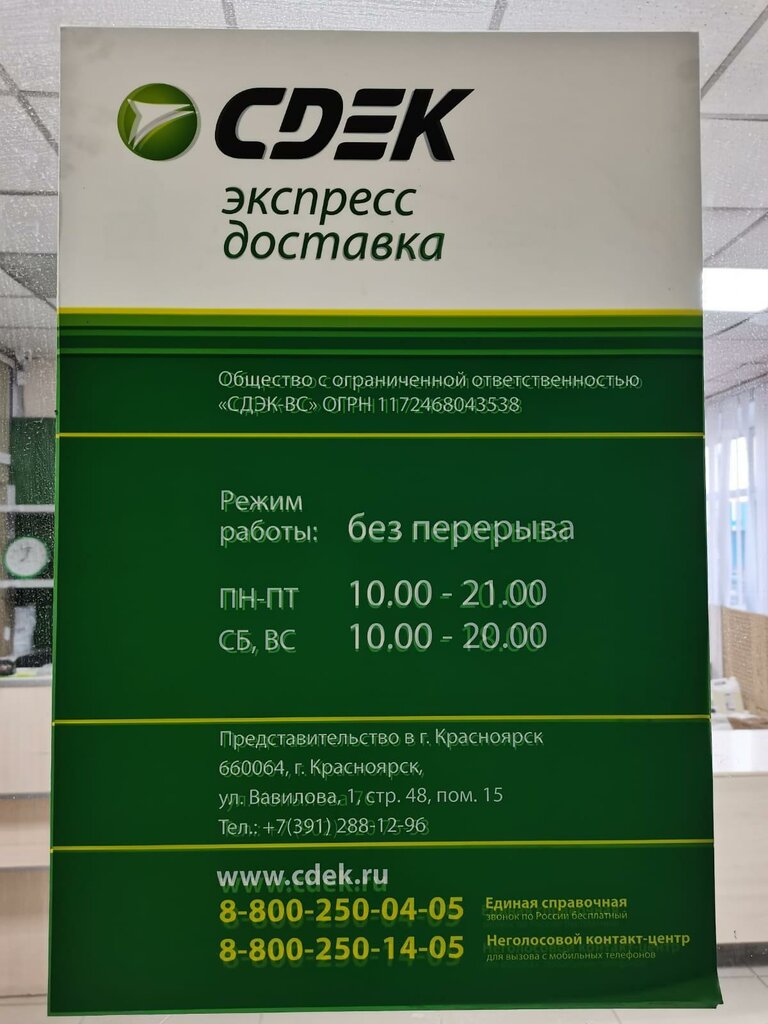 CDEK
экспресс
доставка
Общество с ограниченной ответственностью
«СДЭК-ВС» ОГРН 1172468043538
Режим
работы: без перерыва
ПН-ПТ 10.00 - 21.00
СБ, ВС 10.00 - 20.00
Представительство в г. Красноярск
660064, г. Красноярск,
ул. Вавилова, 1, стр. 48, пом. 15
Тел.: +7(391) 288-12-96
www.cdek.ru
8-800-250-04-05 Единая справочная
звонок по России бесплатный
8-800-250-14-05 Неголосовой контакт-центр
для вызова с мобильных телефонов